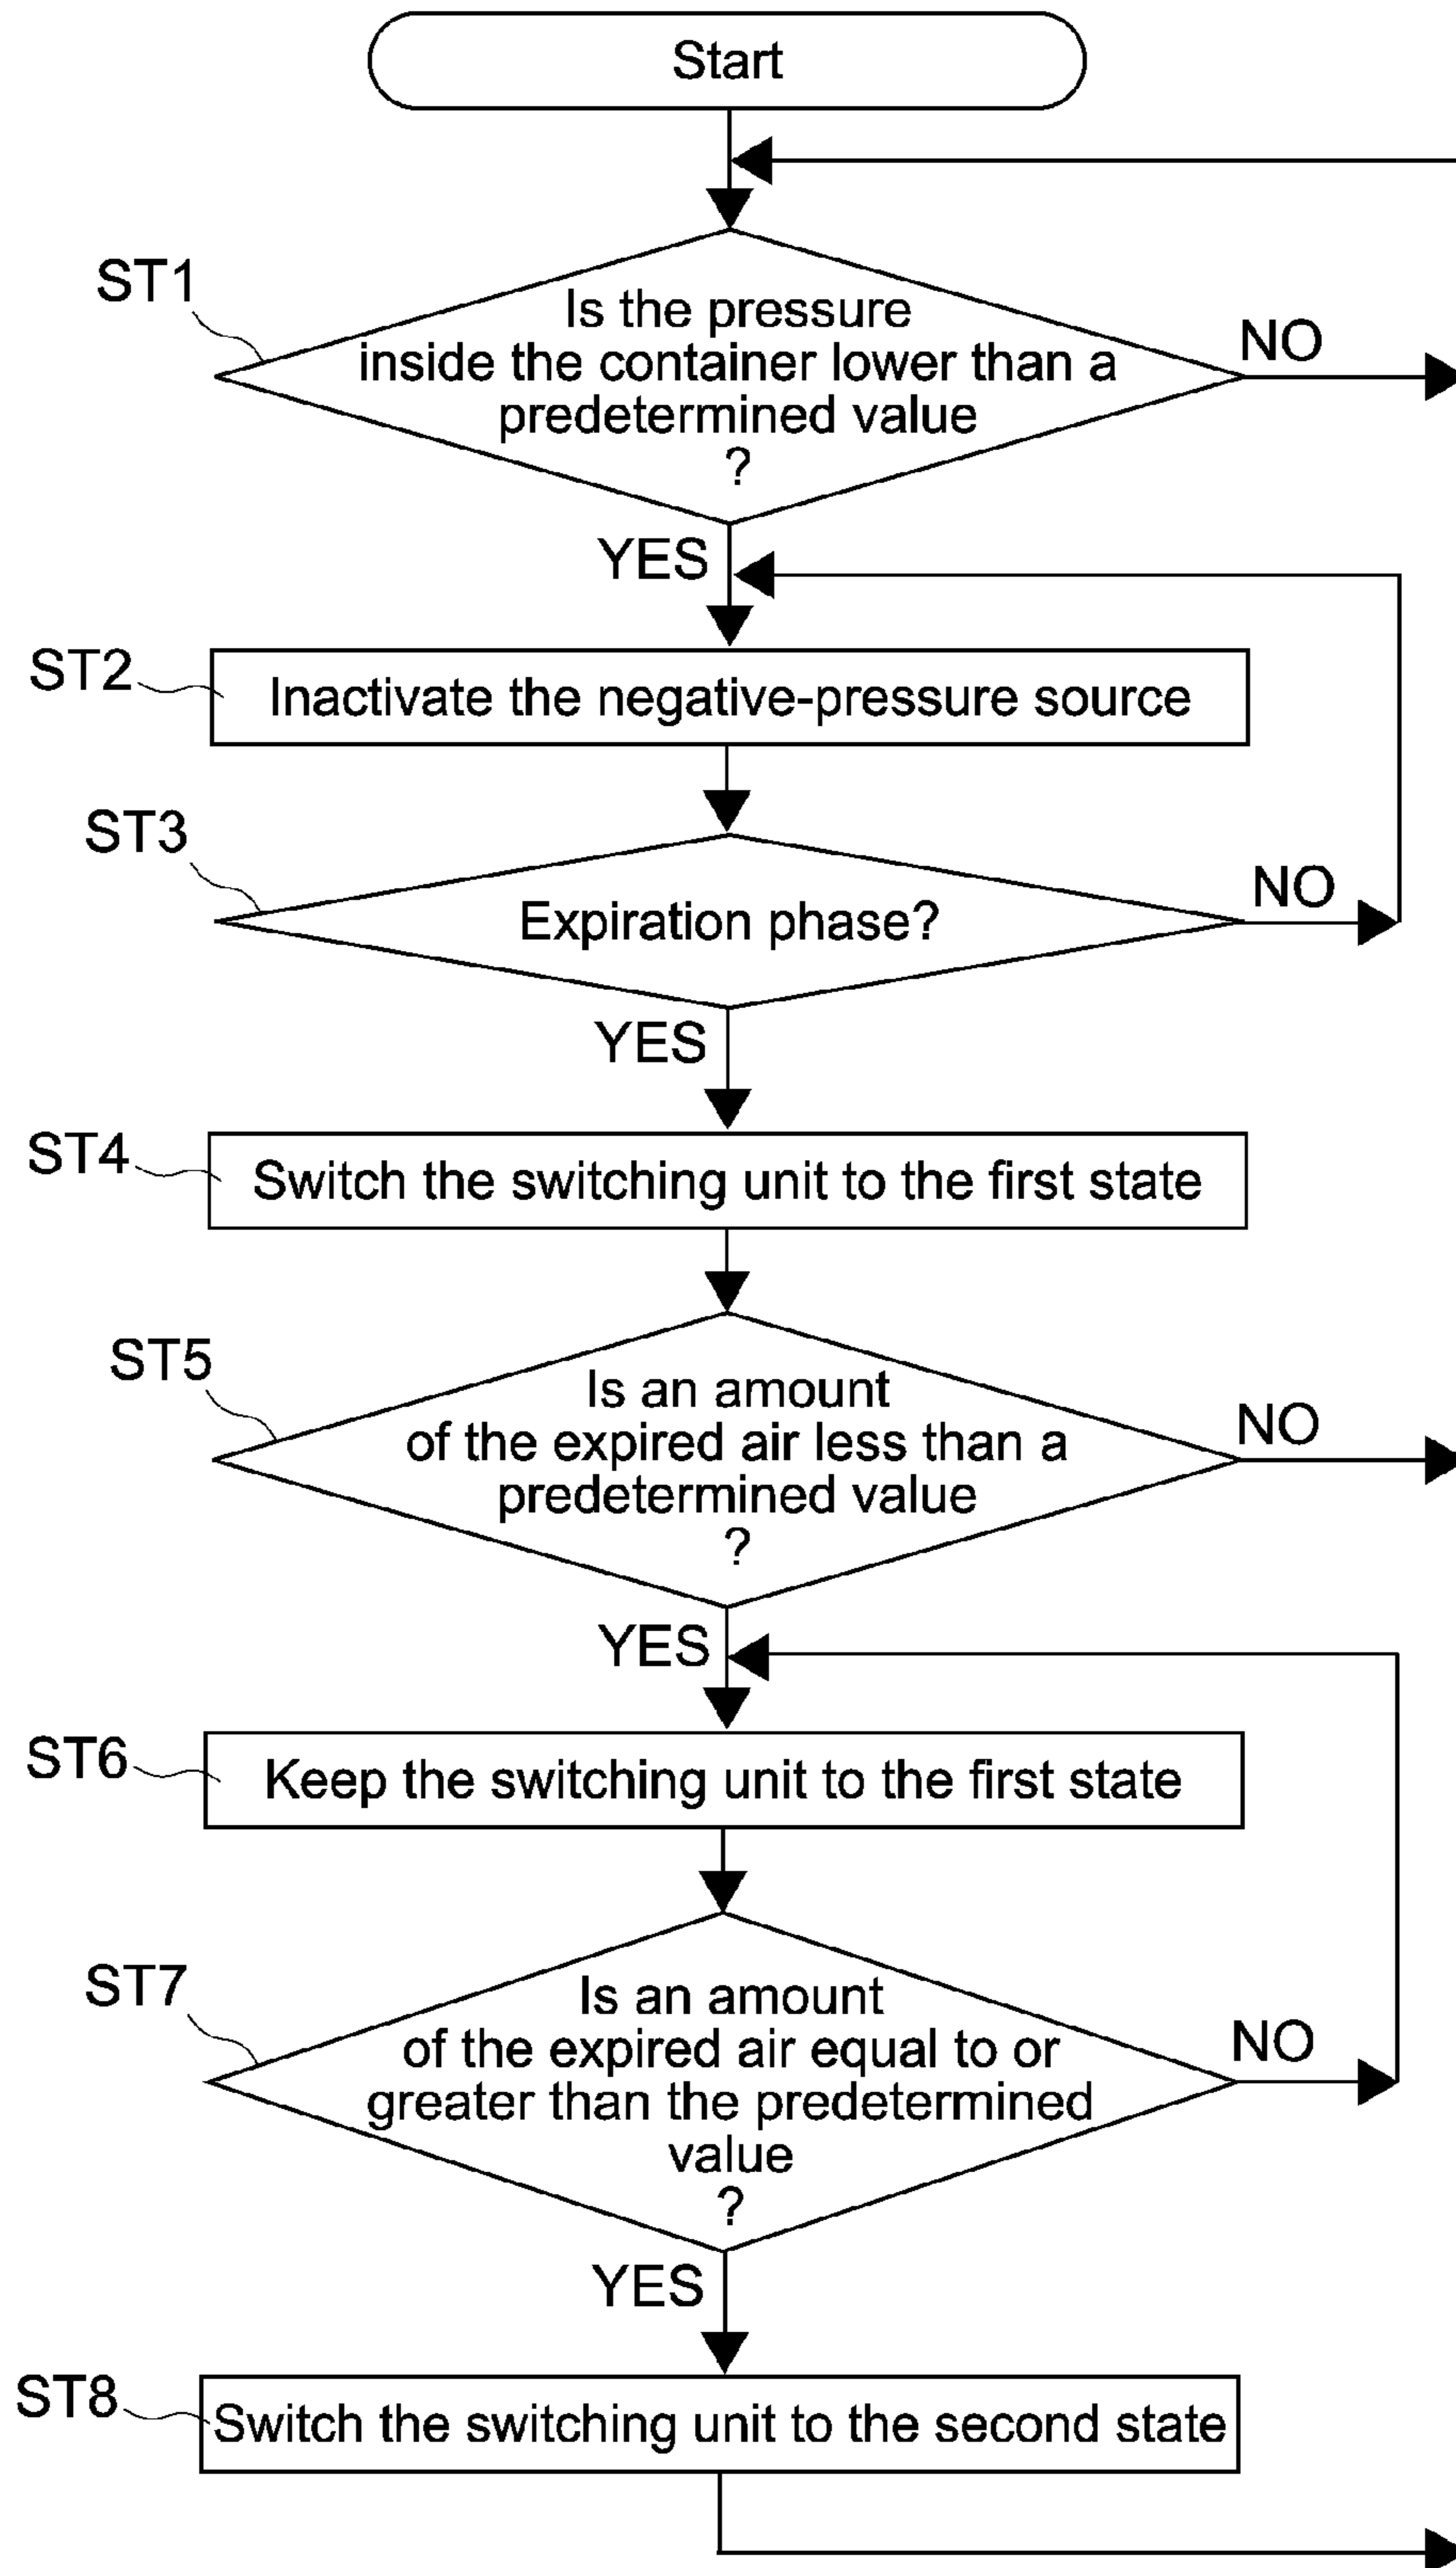 Start
ST1
Is the pressure
inside the container lower than a
predetermined value
?
NO
YES
ST2
Inactivate the negative-pressure source
ST3
Expiration phase?
NO
YES
ST4
Switch the switching unit to the first state
ST5
Is an amount
of the expired air less than a
predetermined value
?
NO
YES
ST6
Keep the switching unit to the first state
ST7
Is an amount
of the expired air equal to or
greater than the predetermined
value
?
NO
YES
ST8
Switch the switching unit to the second state